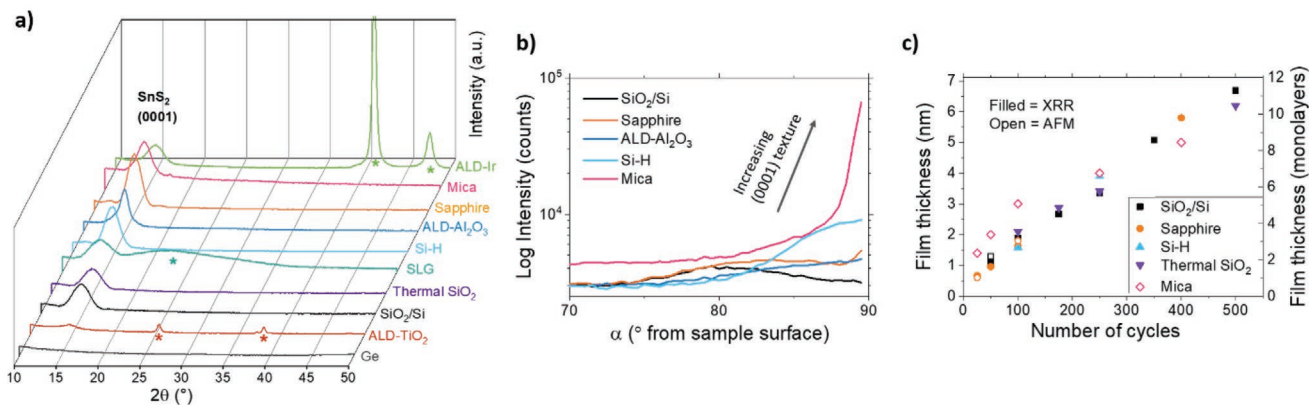 a)
SnS2
(0001)
Intensity (a.u.)
ALD-Ir
Mica
Sapphire
ALD-Al2O3
Si-H
SLG
Thermal SiO2
SiO2/Si
ALD-TiO2
Ge
* * * * *
10 15 20 25 30 35 40 45 50
2θ (°)
b)
Log Intensity (counts)
10^5
10^4
SiO2/Si
Sapphire
ALD-Al2O3
Si-H
Mica
Increasing
(0001) texture
70 80 90
α (° from sample surface)
c)
Film thickness (nm)
7
6
5
4
3
2
1
0
Filled = XRR
Open = AFM
SiO2/Si
Sapphire
Si-H
Thermal SiO2
Mica
0 100 200 300 400 500
Number of cycles
12
10
8
6
4
2
0
Film thickness (monolayers)